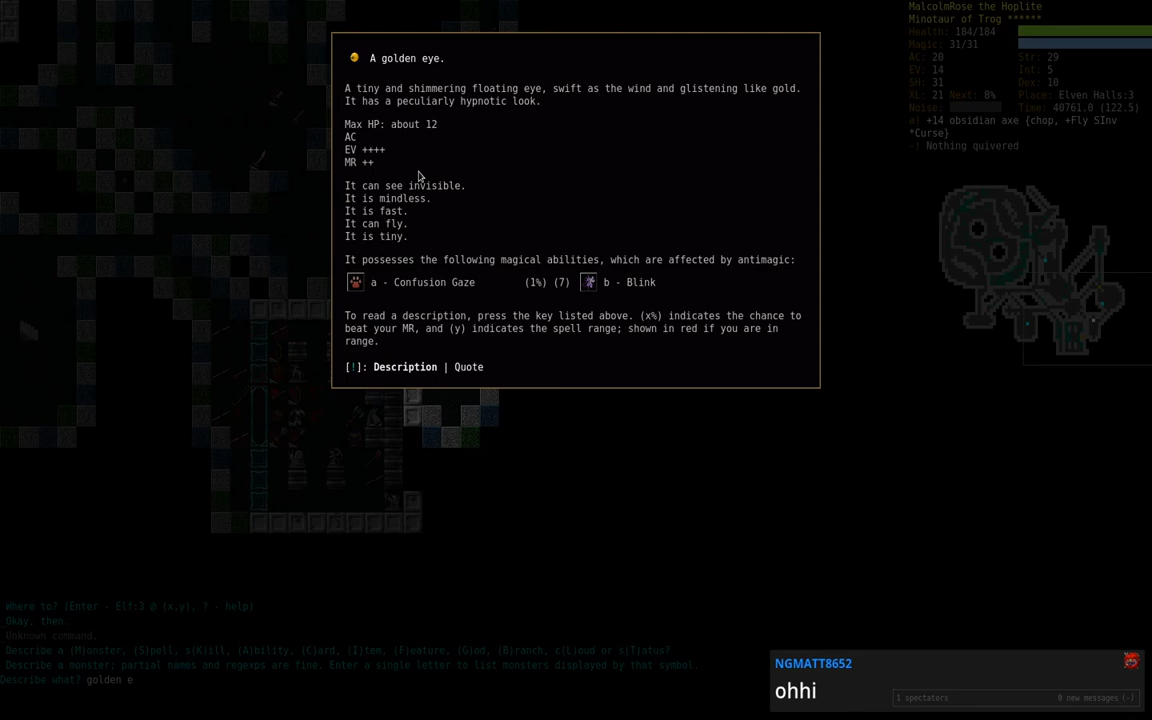 MalcolmRose the Hoplite
Minotaur of Trog ******
Health: 184/184
Magic: 31/31
AC: 20 Str: 29
EV: 14 Int: 5
SH: 31 Dex: 10
XL: 21 Next: 8% Place: Elven Halls:3
Noise: Time: 40761.0 (122.5)
a) +14 obsidian axe {chop, +Fly SInv
*Curse}
-) Nothing quivered
A golden eye.
A tiny and shimmering floating eye, swift as the wind and glistening like gold.
It has a peculiarly hypnotic look.
Max HP: about 12
AC
EV ++++
MR ++
It can see invisible.
It is mindless.
It is fast.
It can fly.
It is tiny.
It possesses the following magical abilities, which are affected by antimagic:
a - Confusion Gaze (1%) (7) b - Blink
To read a description, press the key listed above. (x%) indicates the chance to
beat your MR, and (y) indicates the spell range; shown in red if you are in
range.
[!]: Description | Quote
Where to? (Enter - Elf:3 @ (x,y), ? - help)
Okay, then.
Unknown command.
Describe a (M)onster, (S)pell, s(K)ill, (A)bility, (C)ard, (I)tem, (F)eature, (G)od, (B)ranch, c(L)oud or s(T)atus?
Describe a monster; partial names and regexps are fine. Enter a single letter to list monsters displayed by that symbol.
Describe what? golden e
NGMATT8652
ohhi
1 spectators 0 new messages (-)